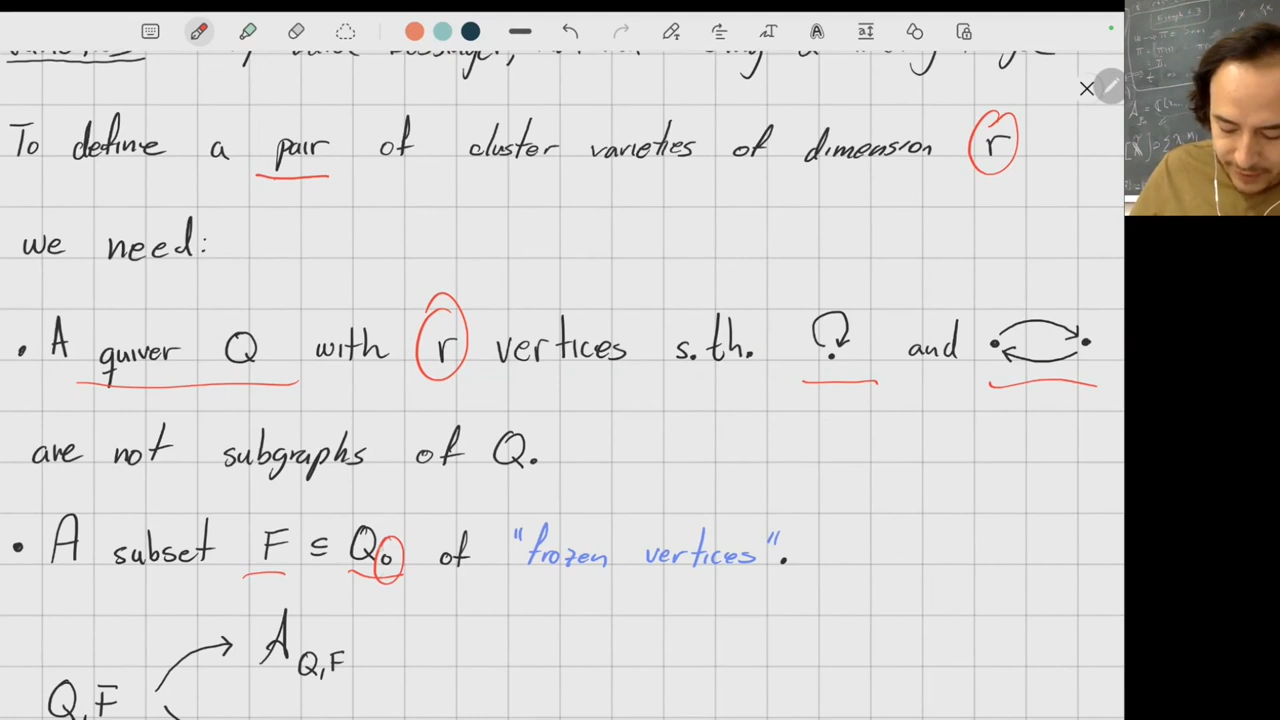 To define a pair of cluster varieties of dimension r
we need:
• A quiver Q with r vertices s.th. and
are not subgraphs of Q.
• A subset F ⊆ Q₀ of "frozen vertices".
A_Q,F
Q,F